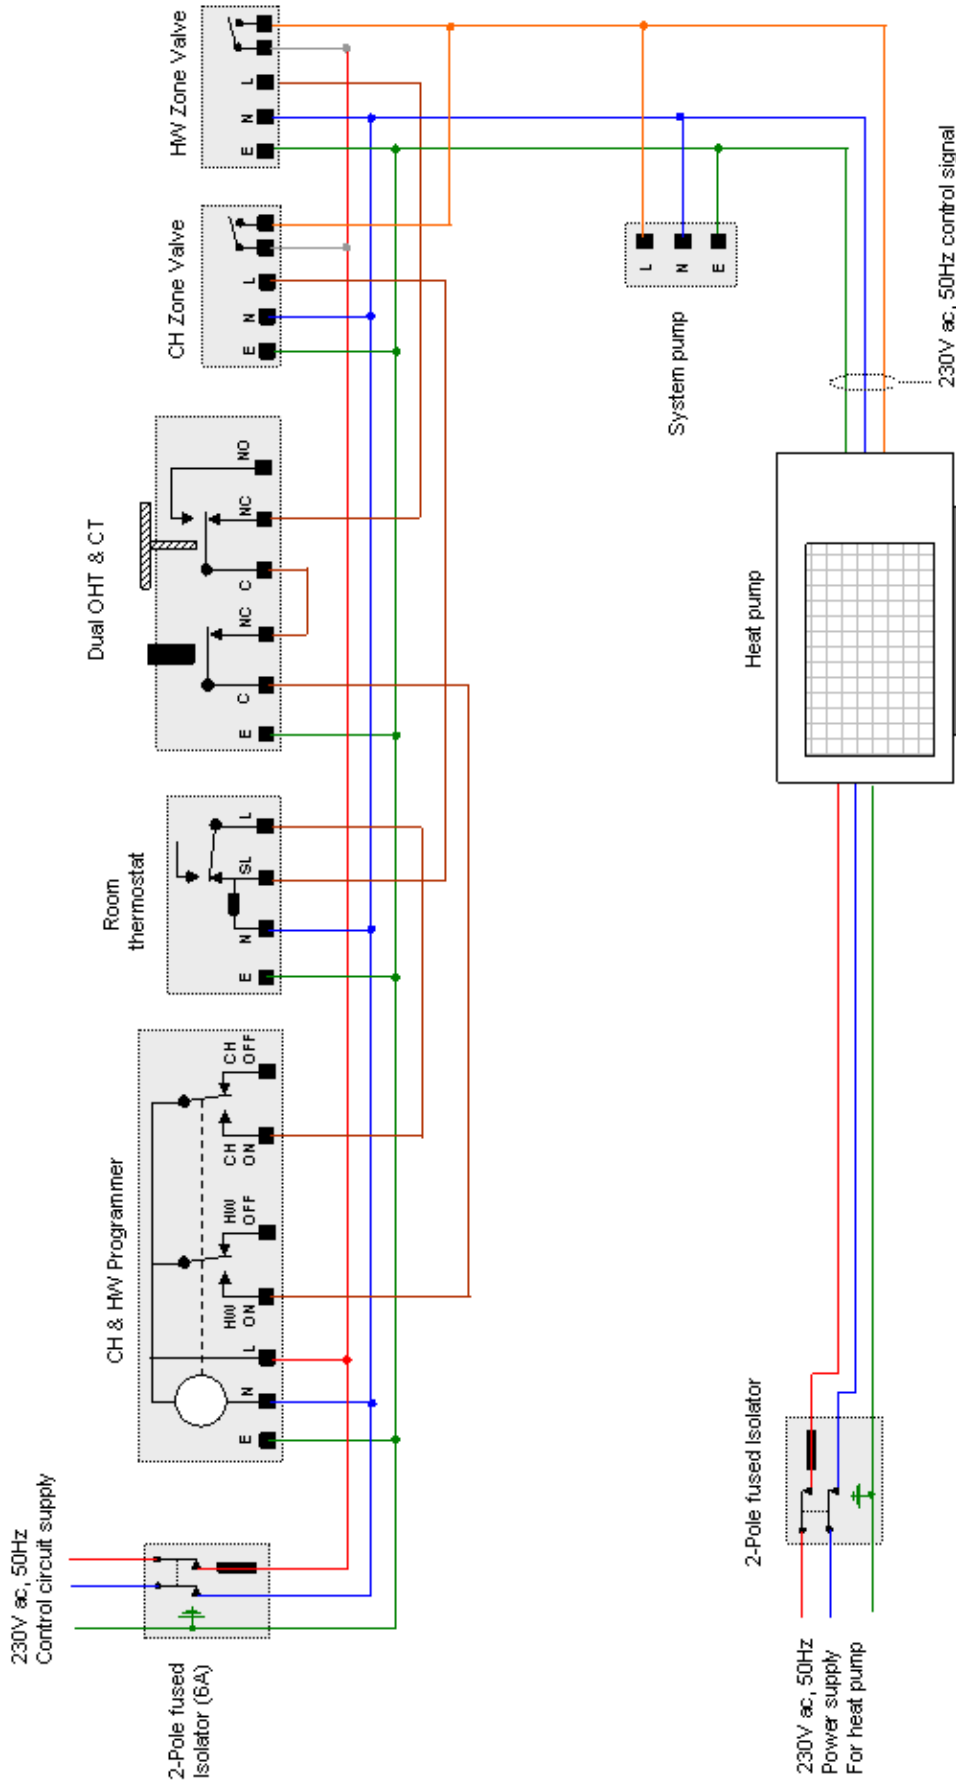 230V ac, 50Hz
Control circuit supply
2-Pole fused
Isolator (6A)
CH & HW Programmer
E
N
L
HW
ON
HW
OFF
CH
ON
CH
OFF
Room
thermostat
E
N
SL
L
Dual OHT & CT
E
C
NC
C
NC
NO
CH Zone Valve
E
N
L
HW Zone Valve
E
N
L
System pump
L
N
E
230V ac, 50Hz
Power supply
For heat pump
2-Pole fused Isolator
Heat pump
230V ac, 50Hz control signal